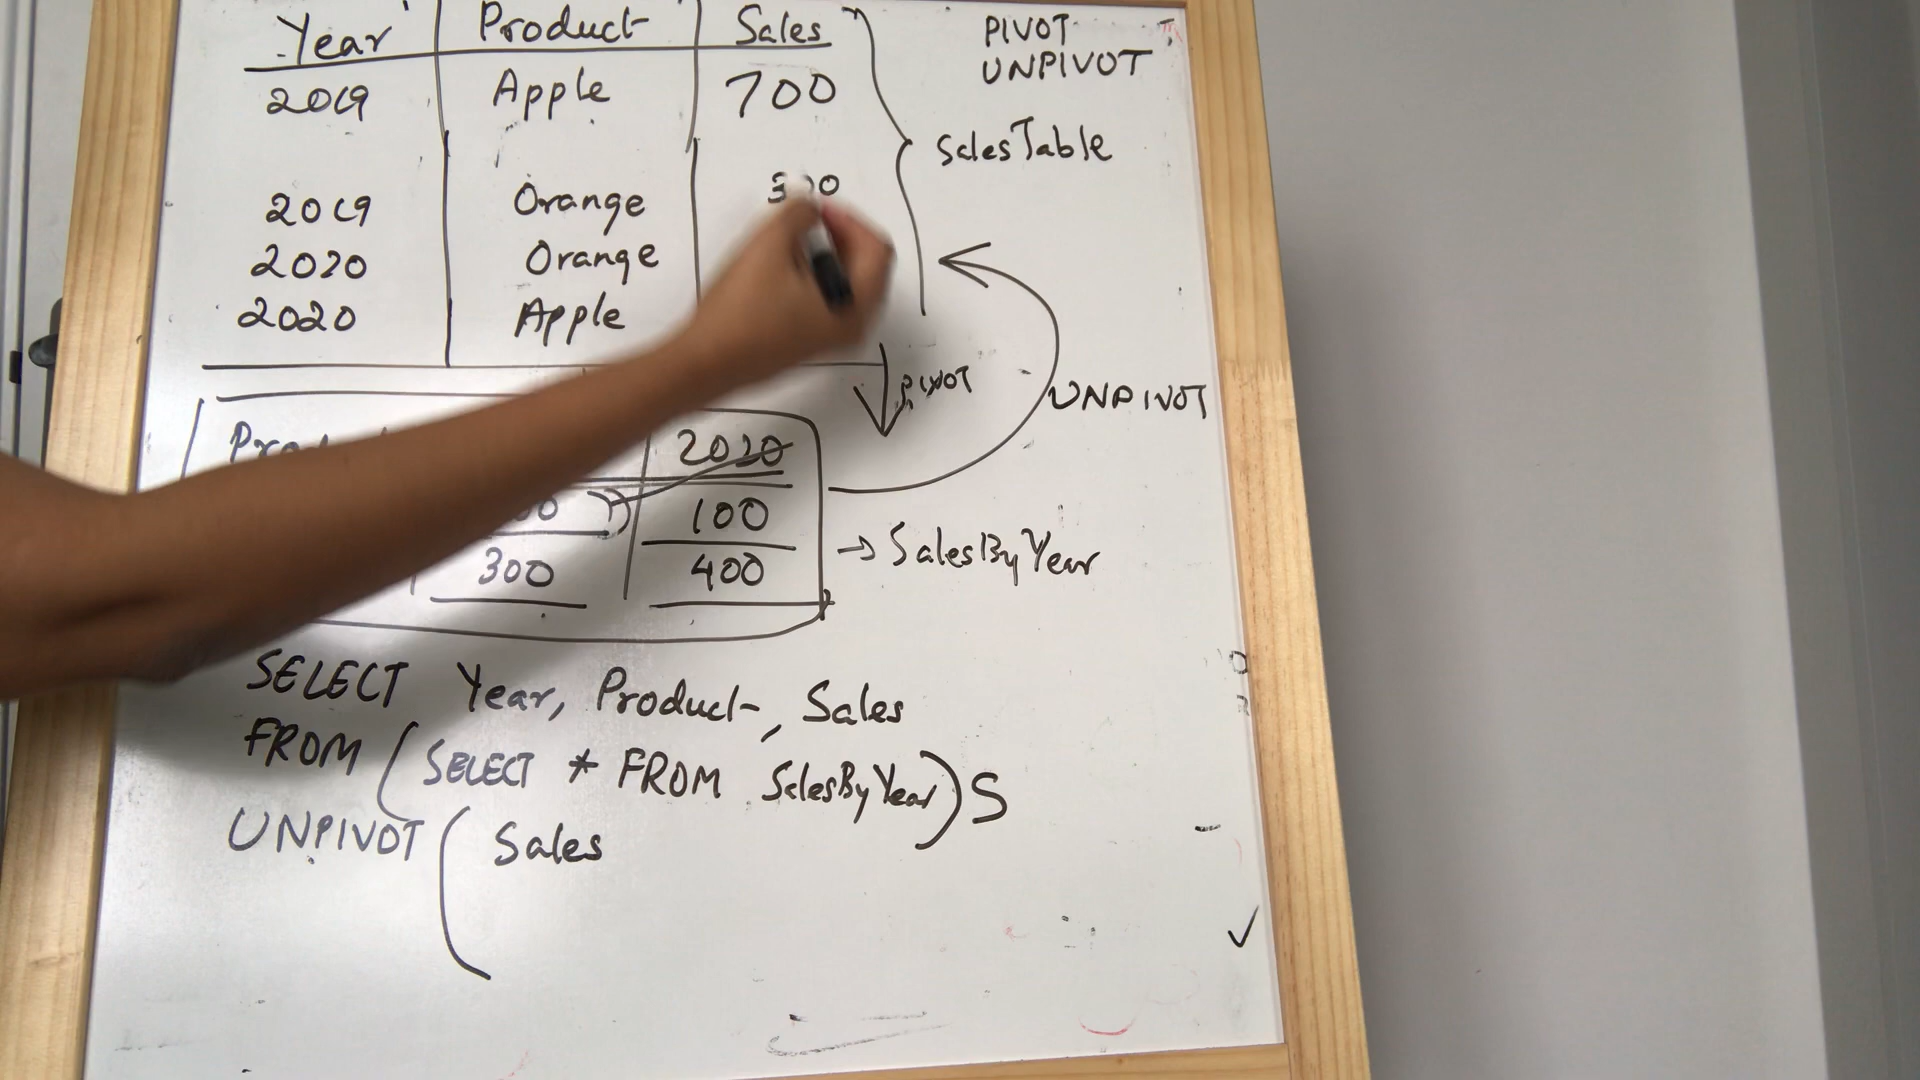 Year Product Sales
PIVOT
UNPIVOT
2019 Apple 700
SalesTable
2019 Orange
2020 Orange
2020 Apple
PIVOT
UNPIVOT
2020
100
300 400
→ SalesByYear
SELECT Year, Product, Sales
FROM (SELECT * FROM SalesByYear) S
UNPIVOT ( Sales